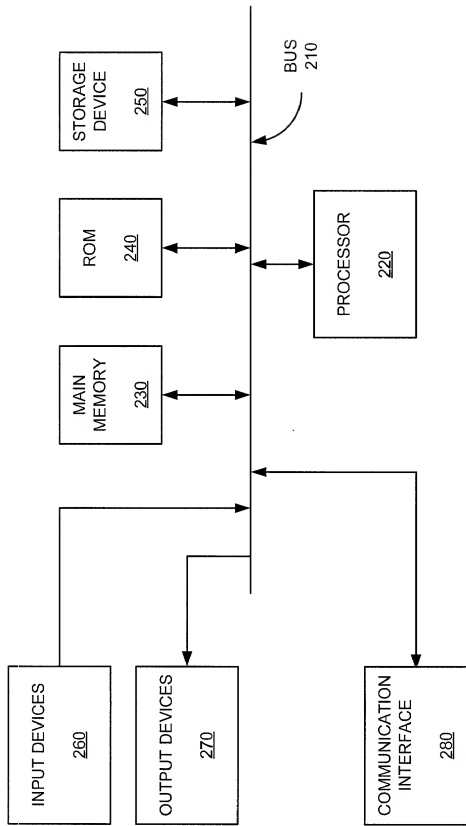 INPUT DEVICES
260
OUTPUT DEVICES
270
COMMUNICATION
INTERFACE
280
MAIN
MEMORY
230
ROM
240
STORAGE
DEVICE
250
PROCESSOR
220
BUS
210